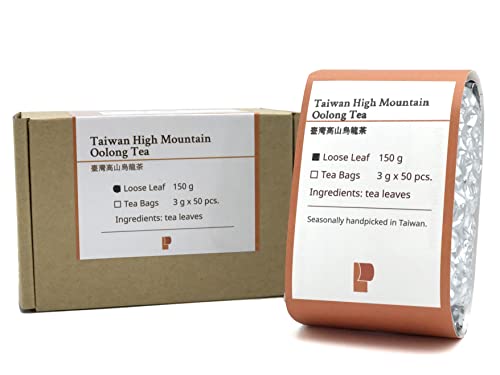 Taiwan High Mountain
Oolong Tea
臺灣高山烏龍茶
Loose Leaf 150 g
Tea Bags 3 g x 50 pcs.
Ingredients: tea leaves
Taiwan High Mountain
Oolong Tea
臺灣高山烏龍茶
Loose Leaf 150 g
Tea Bags 3 g x 50 pcs.
Ingredients: tea leaves
Seasonally handpicked in Taiwan.